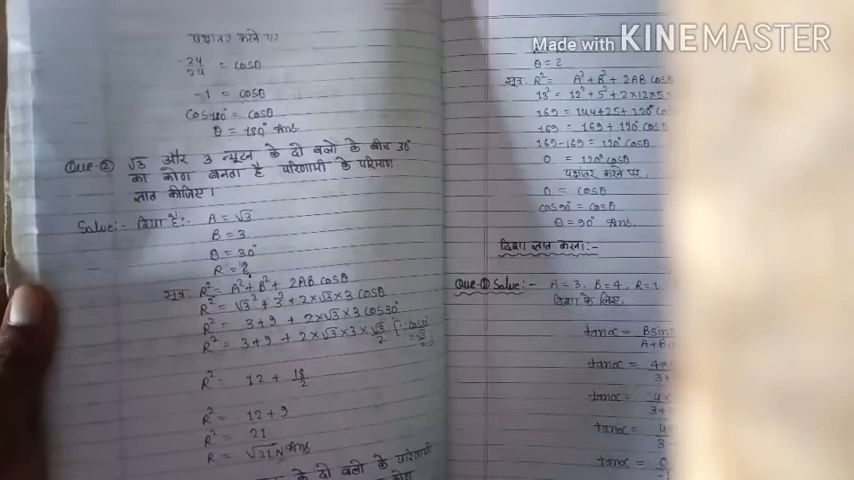 पक्षांतर करने पर
-24/24 = cosθ
-1 = cosθ
Cos180° = cosθ
θ = 180° Ans.
Que-② √3 और 3 न्यूटन के दो बलों के बीच 30°
का कोण बनता है परिणामी के परिमाण
ज्ञात कीजिए।
Solve:- दिया है:- A = √3
B = 3
θ = 30°
R = ?
सूत्र R² = A² + B² + 2AB cosθ
R² = √3² + 3² + 2×√3×3 cosθ
R² = 3+9 + 2×√3×3 cos30°
R² = 3+9 + 2×√3×3×√3/2
R² = 12 + 18/2
R² = 12+9
R² = 21
R = √21N Ans
के दो बलों के परिणामी
कोण
Made with KINEMASTER
θ = ?
सूत्र R² = A² + B² + 2AB cos
13² = 12² + 5² + 2×12×5
169 = 144+25+120 cos
169 = 169 + 120 cosθ
169-169 = 120 cosθ
0 = 120 cosθ
पक्षांतर करने पर
0 = cosθ
cos90° = cosθ
θ = 90° Ans.
दिशा ज्ञात करना:-
Que-① Solve:- A = 3, B = 4, R = 1
दिशा के लिए
tanα = Bsin/A+B
tanα = 4×/3+
tanα = 4×/3+
tanα = 4/3
tanα = 0/-1